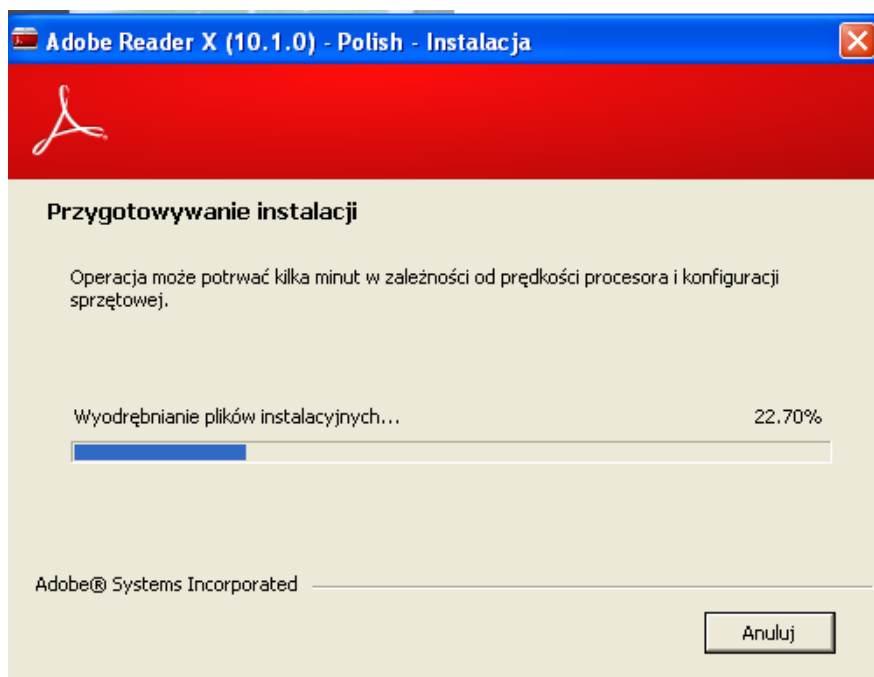 Adobe Reader X (10.1.0) - Polish - Instalacja
Przygotowywanie instalacji
Operacja może potrwać kilka minut w zależności od prędkości procesora i konfiguracji
sprzętowej.
Wyodrębnianie plików instalacyjnych... 22.70%
Adobe® Systems Incorporated
Anuluj